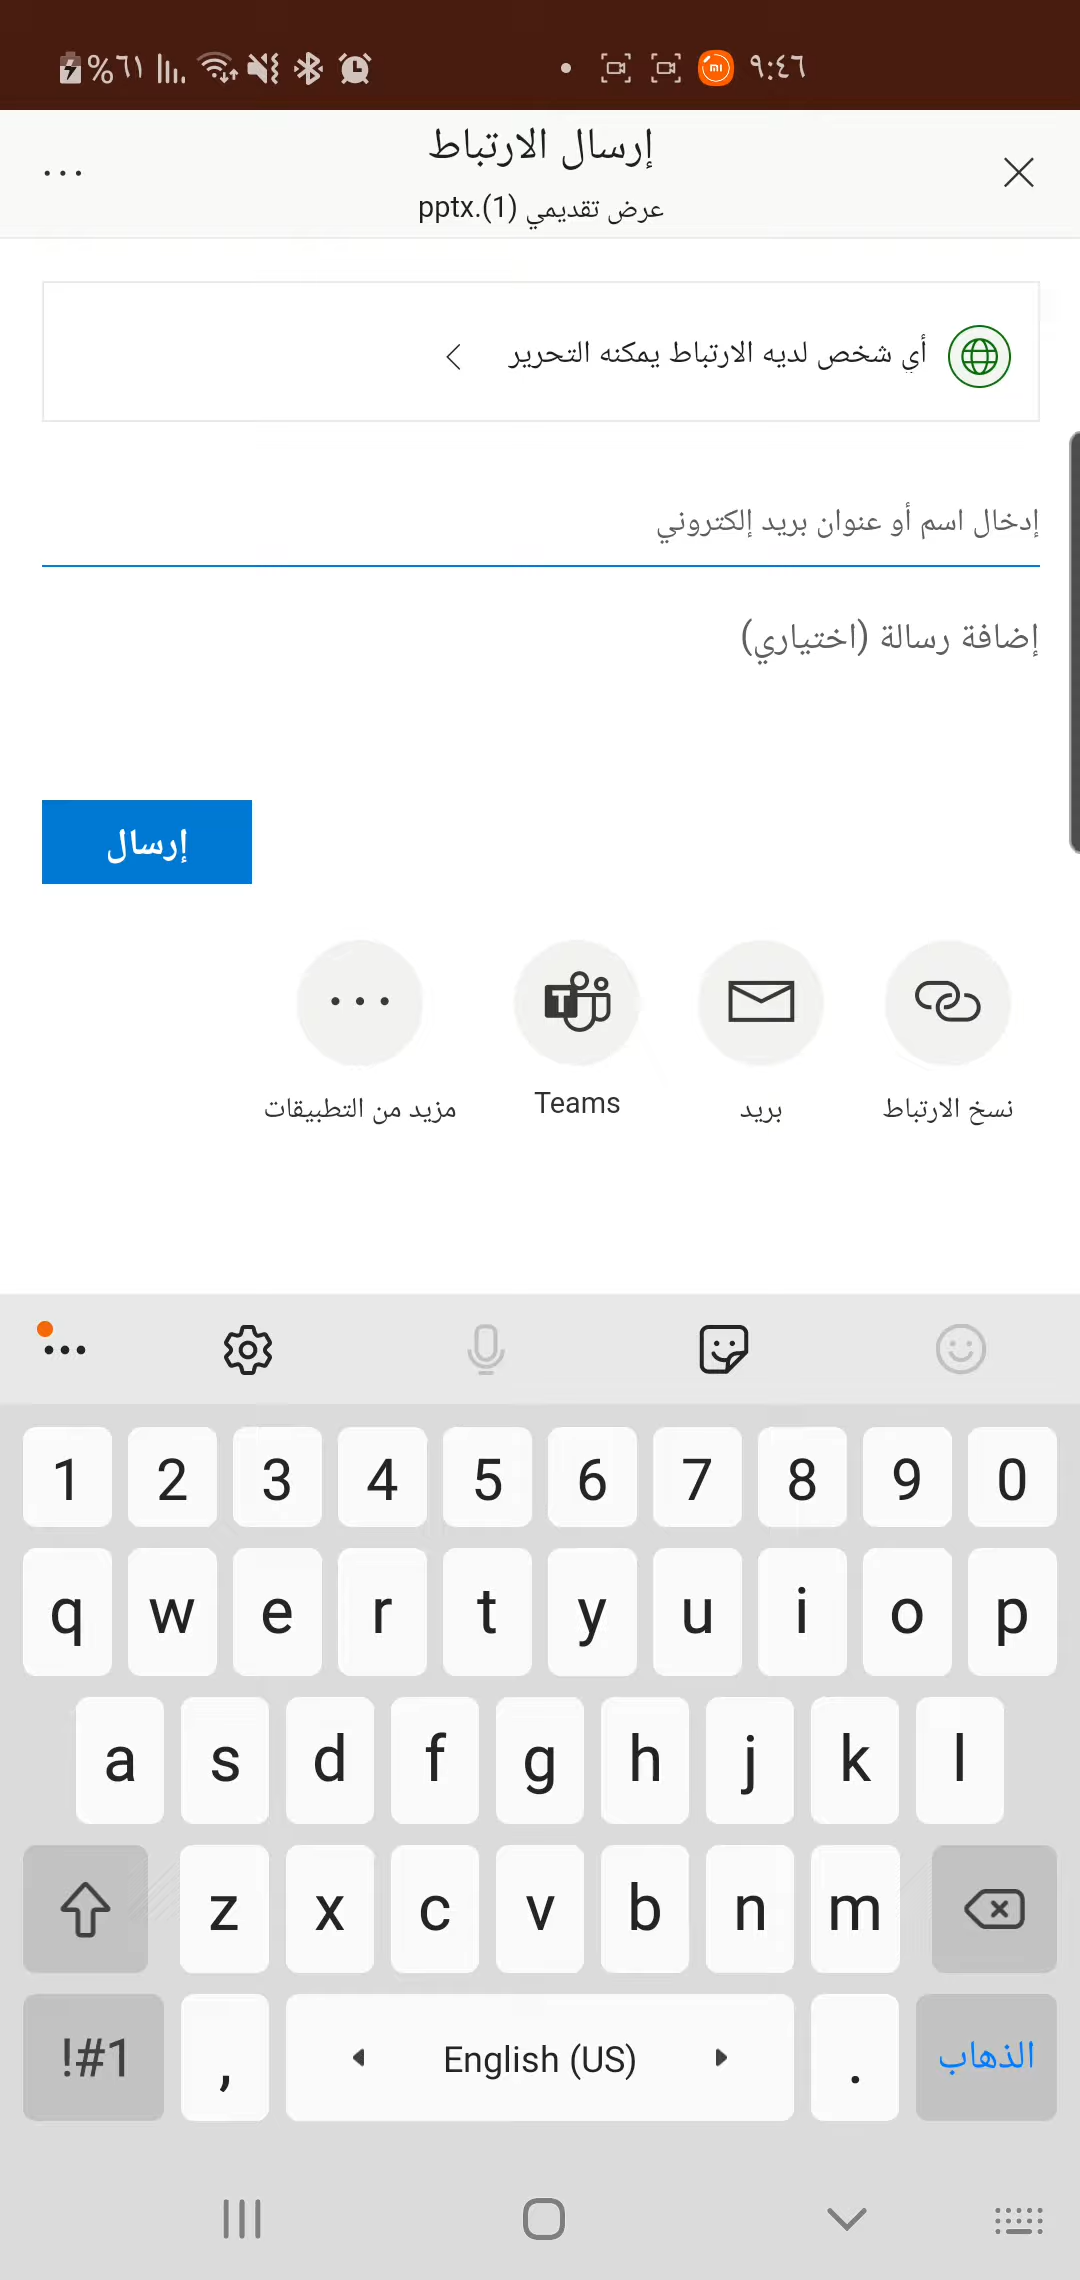 %٦١ ٩:٤٦
إرسال الارتباط
عرض تقديمي (1).pptx
أي شخص لديه الارتباط يمكنه التحرير
إدخال اسم أو عنوان بريد إلكتروني
إضافة رسالة (اختياري)
إرسال
نسخ الارتباط
بريد
Teams
مزيد من التطبيقات
1 2 3 4 5 6 7 8 9 0
q w e r t y u i o p
a s d f g h j k l
z x c v b n m
!#1 , English (US) . الذهاب